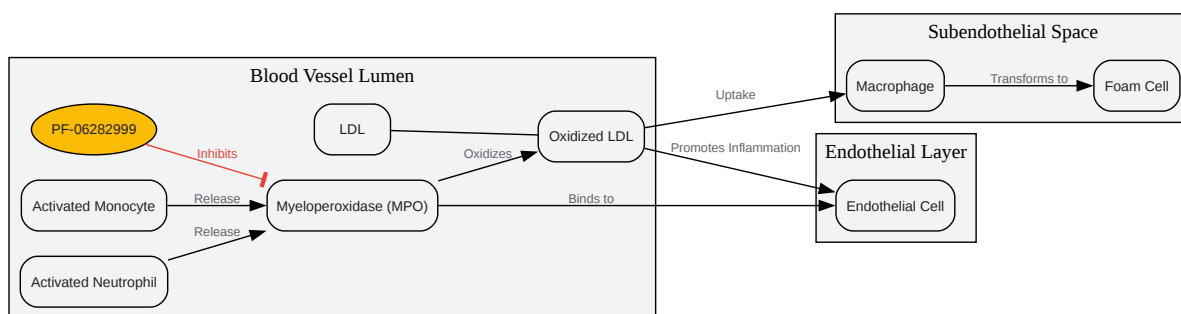 Subendothelial Space
Macrophage
Transforms to
Foam Cell
Blood Vessel Lumen
PF-06282999
LDL
Oxidized LDL
Uptake
Inhibits
Oxidizes
Promotes Inflammation
Endothelial Layer
Activated Monocyte
Release
Myeloperoxidase (MPO)
Binds to
Endothelial Cell
Release
Activated Neutrophil